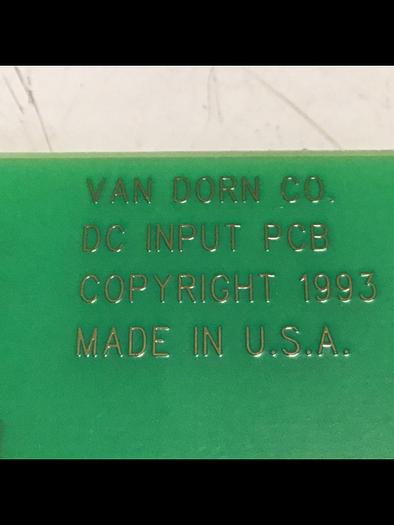 VAN DORN CO.
DC INPUT PCB
COPYRIGHT 1993
MADE IN U.S.A.